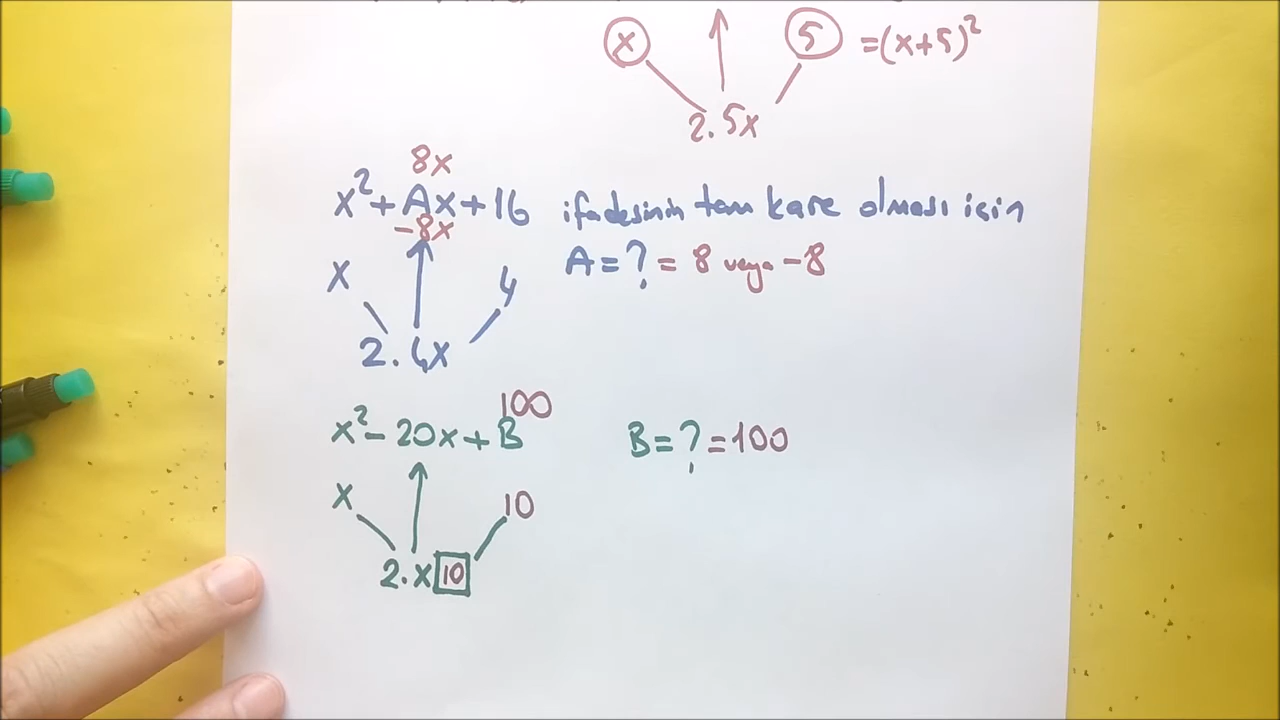 x 5 =(x+5)²
2.5x
8x
x²+Ax+16 ifadesinin tam kare olması için
-8x
A=?= 8 veya -8
x 4
2.4x
100
x²-20x+B B=?=100
x 10
2.x 10